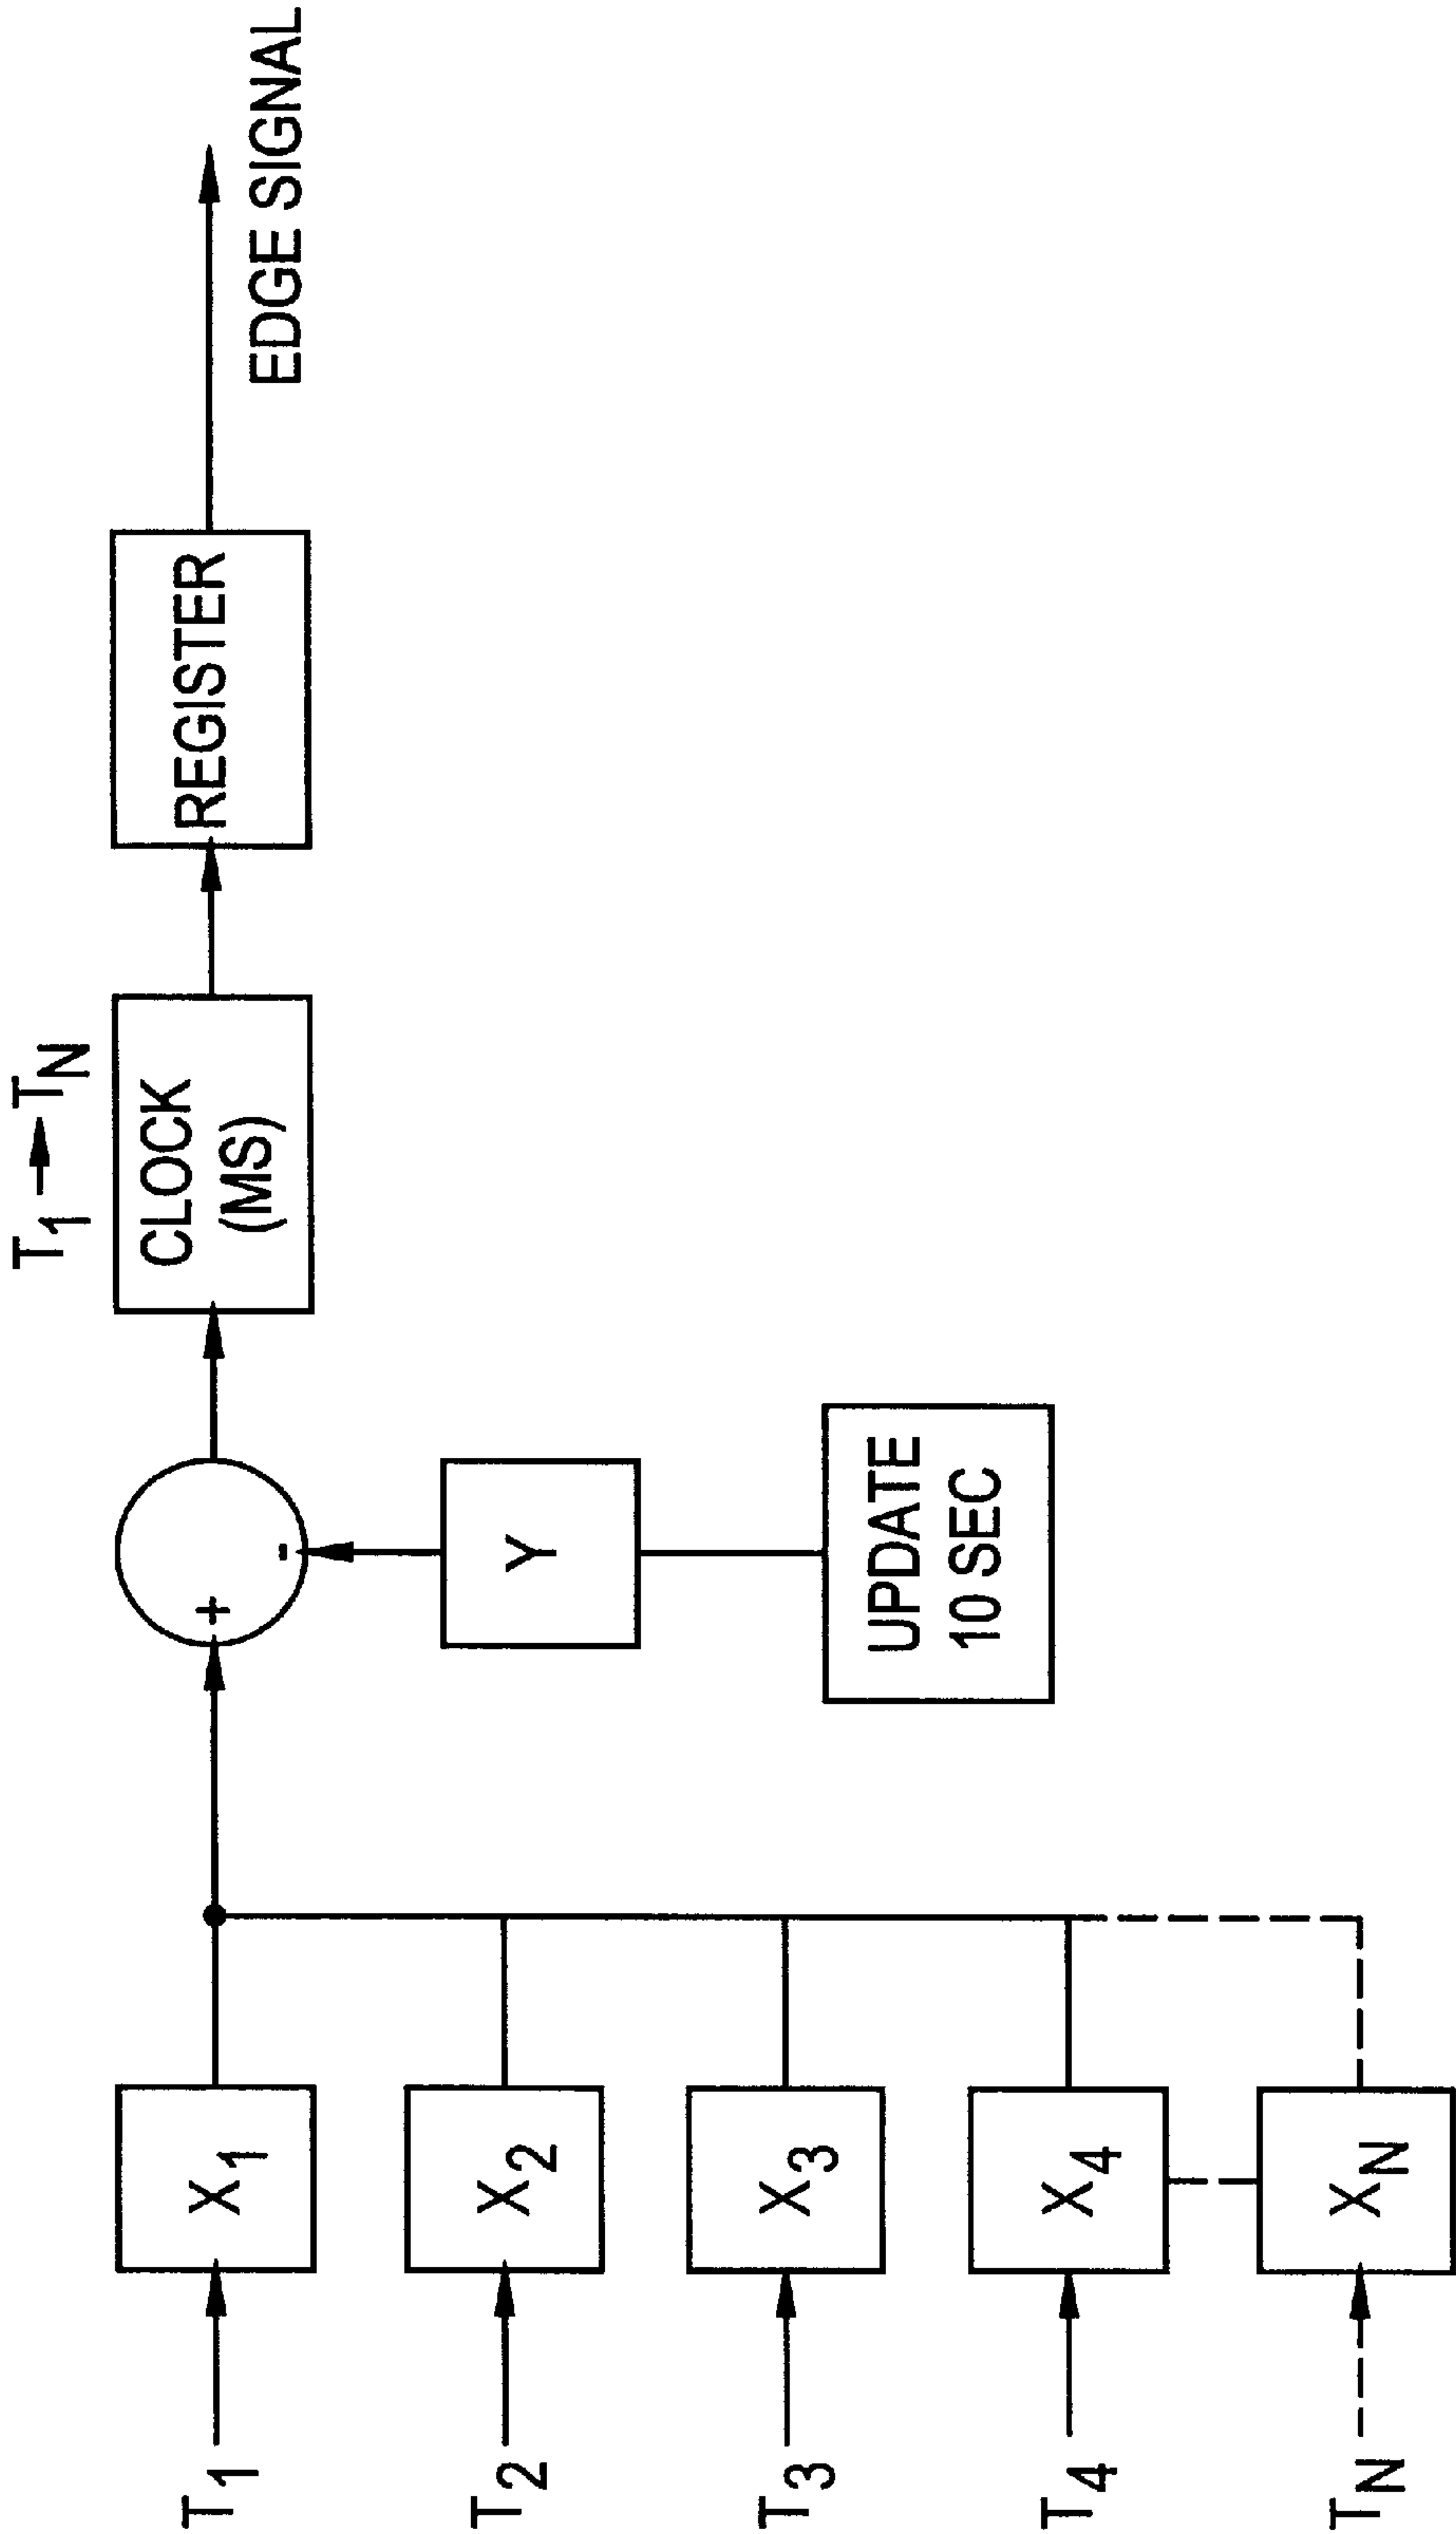 T1 → TN
CLOCK
(MS)
REGISTER
EDGE SIGNAL
+
-
Y
UPDATE
10 SEC
T1
X1
T2
X2
T3
X3
T4
X4
TN
XN